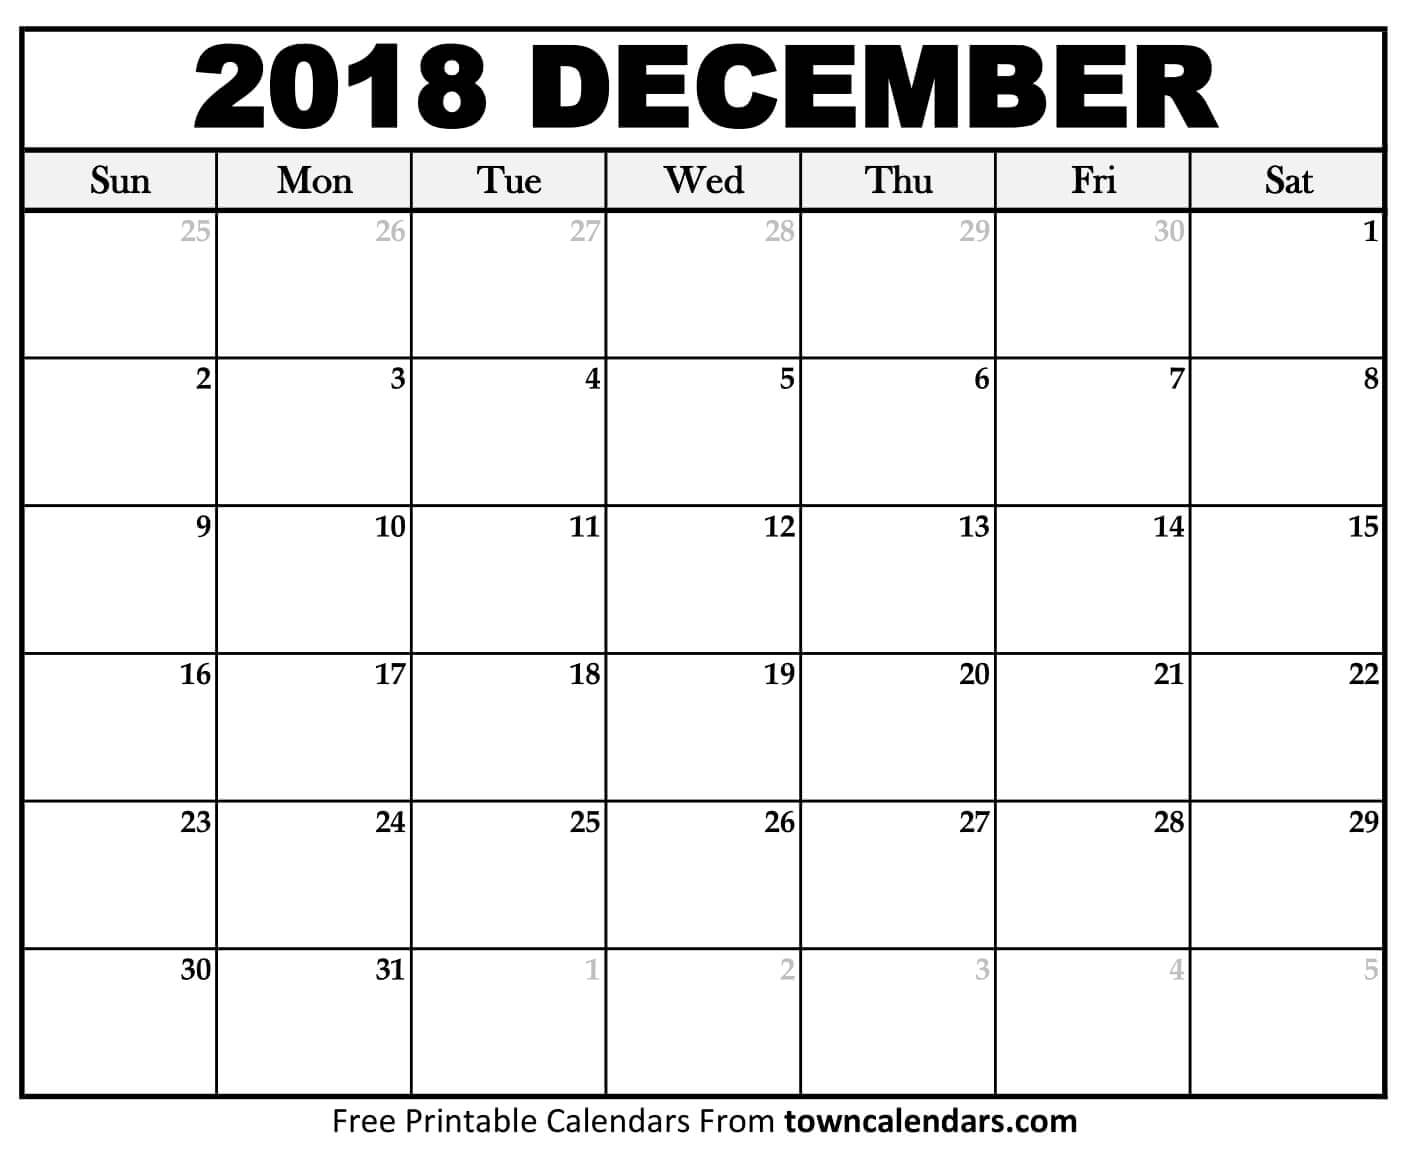 2018 DECEMBER
Sun Mon Tue Wed Thu Fri Sat
25 26 27 28 29 30 1
2 3 4 5 6 7 8
9 10 11 12 13 14 15
16 17 18 19 20 21 22
23 24 25 26 27 28 29
30 31 1 2 3 4 5
Free Printable Calendars From towncalendars.com